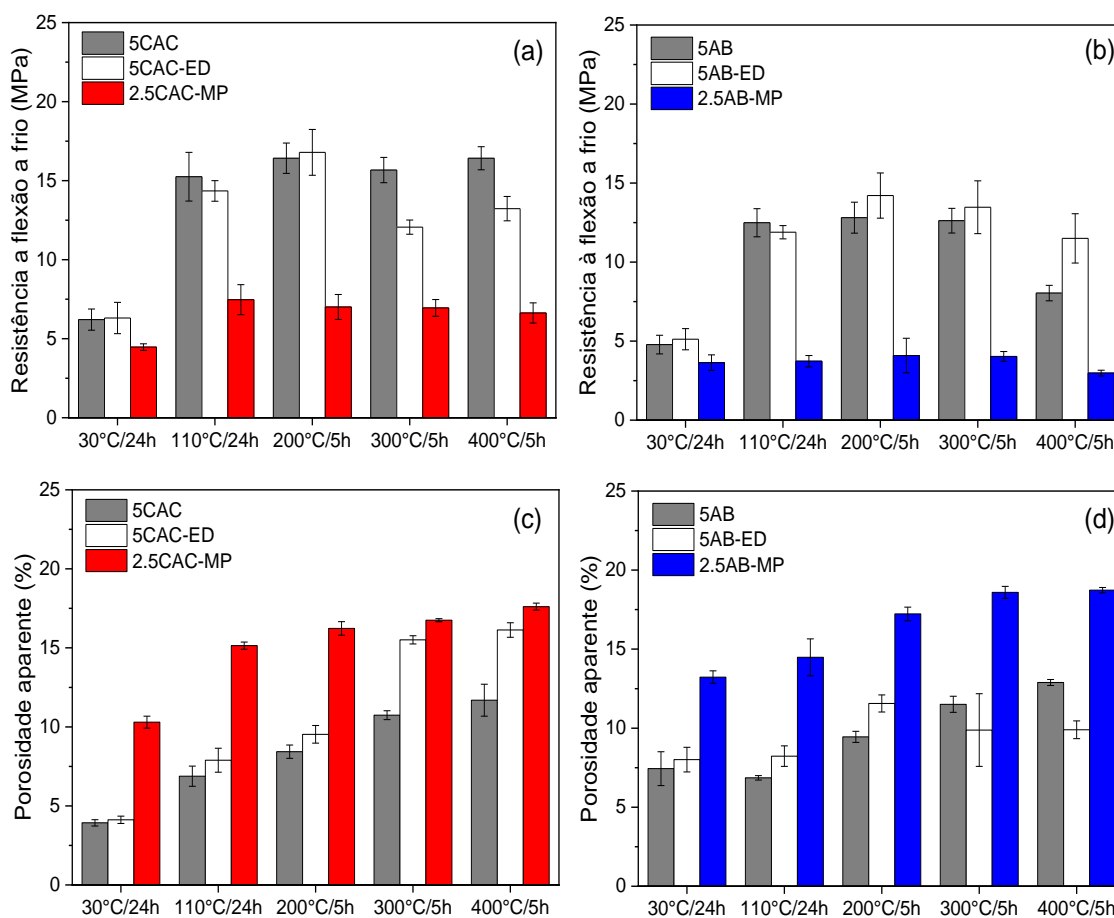 Resistência a flexão a frio (MPa)
25
20
15
10
5
0
5CAC
5CAC-ED
2.5CAC-MP
(a)
30°C/24h 110°C/24h 200°C/5h 300°C/5h 400°C/5h
Resistência à flexão a frio (MPa)
25
20
15
10
5
0
5AB
5AB-ED
2.5AB-MP
(b)
30°C/24h 110°C/24h 200°C/5h 300°C/5h 400°C/5h
Porosidade aparente (%)
25
20
15
10
5
0
5CAC
5CAC-ED
2.5CAC-MP
(c)
30°C/24h 110°C/24h 200°C/5h 300°C/5h 400°C/5h
Porosidade aparente (%)
25
20
15
10
5
0
5AB
5AB-ED
2.5AB-MP
(d)
30°C/24h 110°C/24h 200°C/5h 300°C/5h 400°C/5h